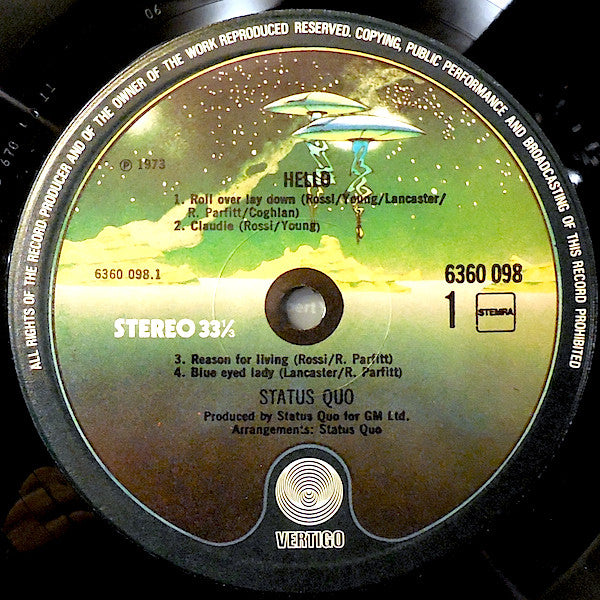 ALL RIGHTS OF THE RECORD PRODUCER AND OF THE OWNER OF THE WORK REPRODUCED RESERVED. COPYING, PUBLIC PERFORMANCE AND BROADCASTING OF THIS RECORD PROHIBITED
℗ 1973
HELLO
1. Roll over lay down (Rossi/Young/Lancaster/
R. Parfitt/Coghlan)
2. Claudie (Rossi/Young)
6360 098.1
6360 098
1
STEMRA
STEREO 33⅓
3. Reason for living (Rossi/R. Parfitt)
4. Blue eyed lady (Lancaster/R. Parfitt)
STATUS QUO
Produced by Status Quo for GM Ltd.
Arrangements: Status Quo
VERTIGO